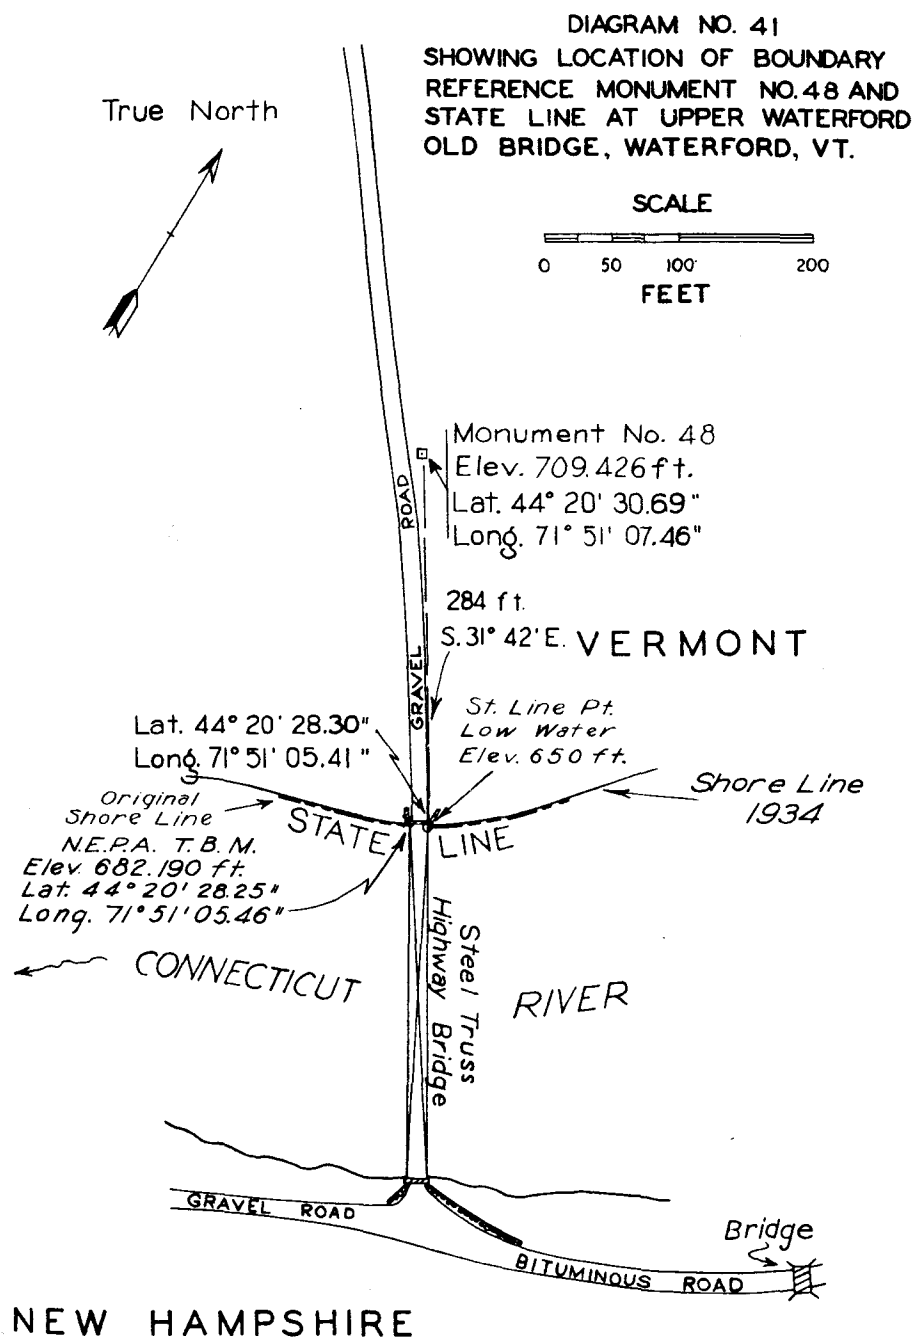 DIAGRAM NO. 41
SHOWING LOCATION OF BOUNDARY
REFERENCE MONUMENT NO. 48 AND
STATE LINE AT UPPER WATERFORD
OLD BRIDGE, WATERFORD, VT.
True North
SCALE
0 50 100 200
FEET
Monument No. 48
Elev. 709.426 ft.
Lat. 44° 20' 30.69"
Long. 71° 51' 07.46"
GRAVEL ROAD
284 ft.
S. 31° 42' E.
VERMONT
Lat. 44° 20' 28.30"
Long. 71° 51' 05.41"
St. Line Pt.
Low Water
Elev. 650 ft.
Original
Shore Line
Shore Line
1934
STATE LINE
N.E.P.A. T.B.M.
Elev. 682.190 ft.
Lat. 44° 20' 28.25"
Long. 71° 51' 05.46"
Steel Truss
Highway Bridge
CONNECTICUT RIVER
GRAVEL ROAD
Bridge
BITUMINOUS ROAD
NEW HAMPSHIRE